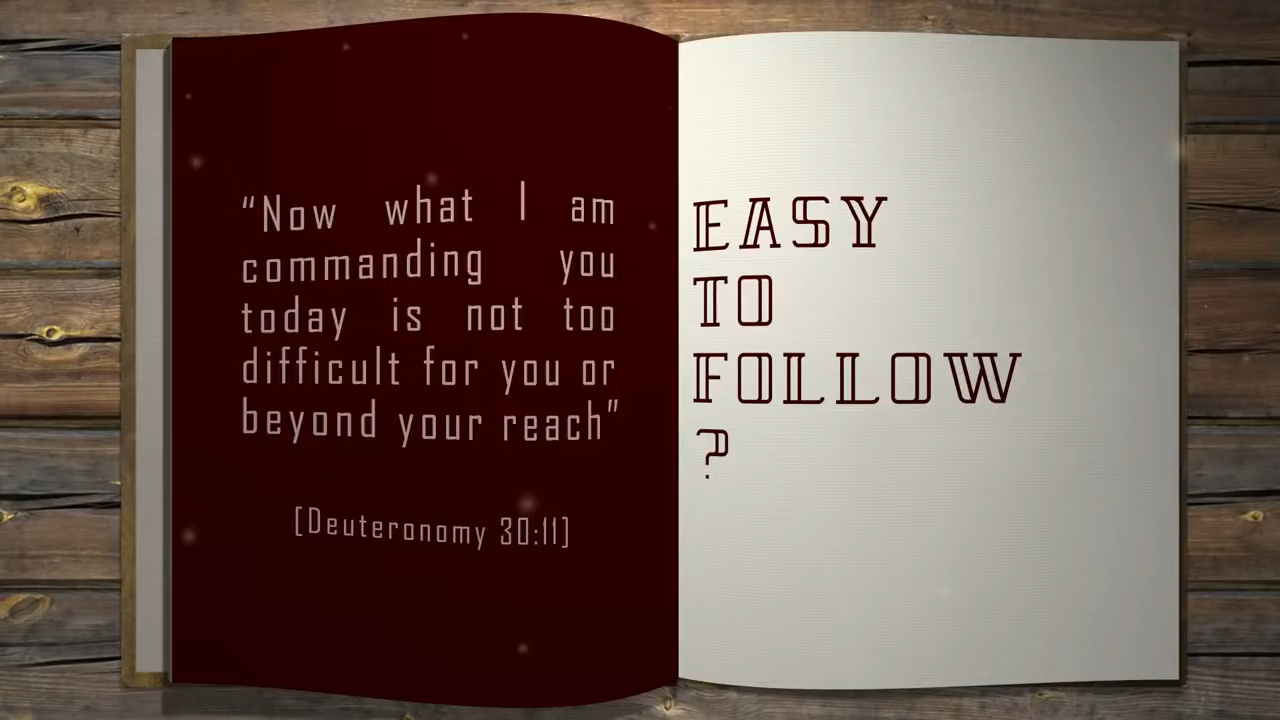 “Now what I am
commanding you
today is not too
difficult for you or
beyond your reach”
[Deuteronomy 30:11]
EASY
TO
FOLLOW
?